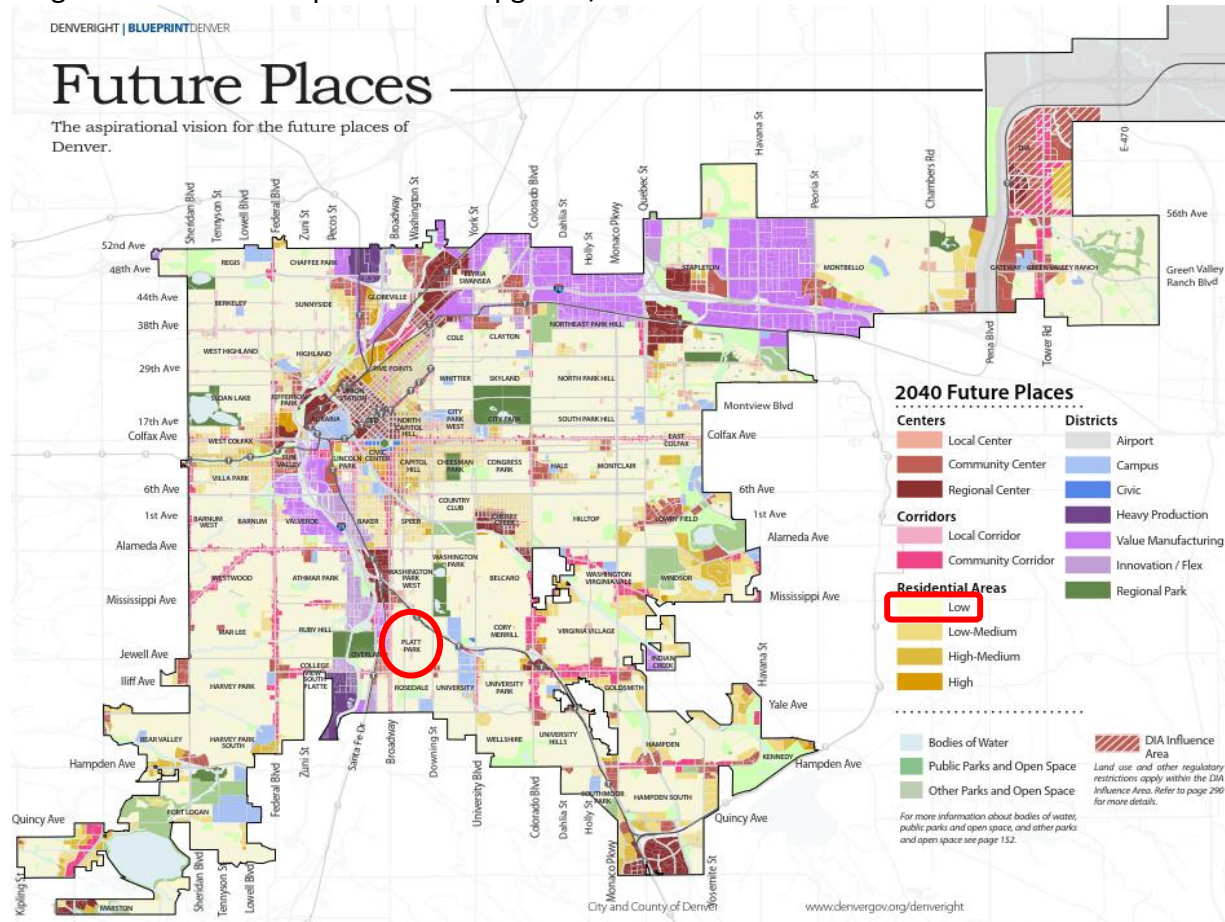 DENVERIGHT | BLUEPRINTDENVER
Future Places
The aspirational vision for the future places of
Denver.
Sheridan Blvd
Tennyson St
Lowell Blvd
Federal Blvd
Zuni St
Pecos St
Broadway
Washington St
York St
Colorado Blvd
Dahlia St
Holly St
Monaco Pkwy
Quebec St
Havana St
Peoria St
Chambers Rd
E-470
DIA
56th Ave
52nd Ave
48th Ave
44th Ave
38th Ave
29th Ave
17th Ave
Colfax Ave
6th Ave
1st Ave
Alameda Ave
Mississippi Ave
Jewell Ave
Iliff Ave
Hampden Ave
Quincy Ave
Green Valley
Ranch Blvd
Pena Blvd
Tower Rd
Montview Blvd
Colfax Ave
6th Ave
1st Ave
Alameda Ave
Mississippi Ave
Havana St
Yale Ave
Hampden Ave
Quincy Ave
REGIS
CHAFFEE PARK
GLOBEVILLE
ELYRIA
SWANSEA
STAPLETON
MONTBELLO
GATEWAY - GREEN VALLEY RANCH
BERKELEY
SUNNYSIDE
NORTHEAST PARK HILL
COLE
CLAYTON
WEST HIGHLAND
HIGHLAND
FIVE POINTS
WHITTIER
SKYLAND
NORTH PARK HILL
SLOAN LAKE
JEFFERSON
PARK
UNION
STATION
AURARIA
CBD
NORTH
CAPITOL
HILL
CITY
PARK
WEST
CITY PARK
SOUTH PARK HILL
WEST COLFAX
SUN
VALLEY
LINCOLN
PARK
CIVIC
CENTER
CAPITOL
HILL
CHEESMAN
PARK
CONGRESS
PARK
HALE
MONTCLAIR
EAST
COLFAX
VILLA PARK
COUNTRY
CLUB
BARNUM
WEST
BARNUM
VALVERDE
BAKER
SPEER
CHERRY
CREEK
HILLTOP
LOWRY FIELD
WESTWOOD
ATHMAR PARK
WASHINGTON
PARK
WEST
WASHINGTON
PARK
BELCARO
WASHINGTON
VIRGINIA VALE
WINDSOR
MAR LEE
RUBY HILL
OVERLAND
PLATT
PARK
CORY -
MERRILL
VIRGINIA VILLAGE
INDIAN
CREEK
HARVEY PARK
COLLEGE
VIEW
SOUTH
PLATTE
ROSEDALE
UNIVERSITY
UNIVERSITY
PARK
GOLDSMITH
BEAR VALLEY
HARVEY PARK
SOUTH
WELLSHIRE
UNIVERSITY
HILLS
HAMPDEN
KENNEDY
FORT LOGAN
SOUTHMOOR
PARK
HAMPDEN SOUTH
MARSTON
Kipling St
Sheridan Blvd
Tennyson St
Lowell Blvd
Federal Blvd
Zuni St
Santa Fe Dr
Broadway
Downing St
University Blvd
Colorado Blvd
Dahlia St
Holly St
Monaco Pkwy
Yosemite St
2040 Future Places
Centers
Local Center
Community Center
Regional Center
Corridors
Local Corridor
Community Corridor
Residential Areas
Low
Low-Medium
High-Medium
High
Districts
Airport
Campus
Civic
Heavy Production
Value Manufacturing
Innovation / Flex
Regional Park
Bodies of Water
Public Parks and Open Space
Other Parks and Open Space
For more information about bodies of water,
public parks and open space, and other parks
and open space see page 152.
DIA Influence
Area
Land use and other regulatory
restrictions apply within the DIA
Influence Area. Refer to page 290
for more details.
City and County of Denver
www.denvergov.org/denveright